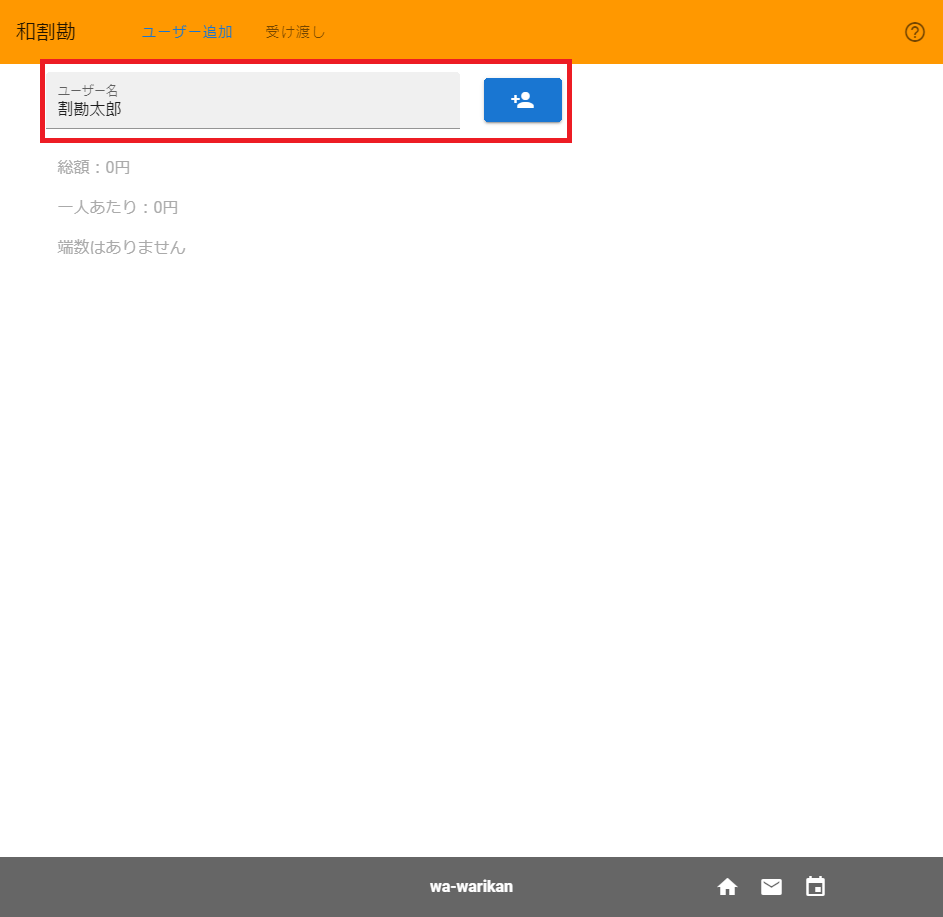 和割勘
ユーザー追加
受け渡し
ユーザー名
割勘太郎
総額：0円
一人あたり：0円
端数はありません
wa-warikan